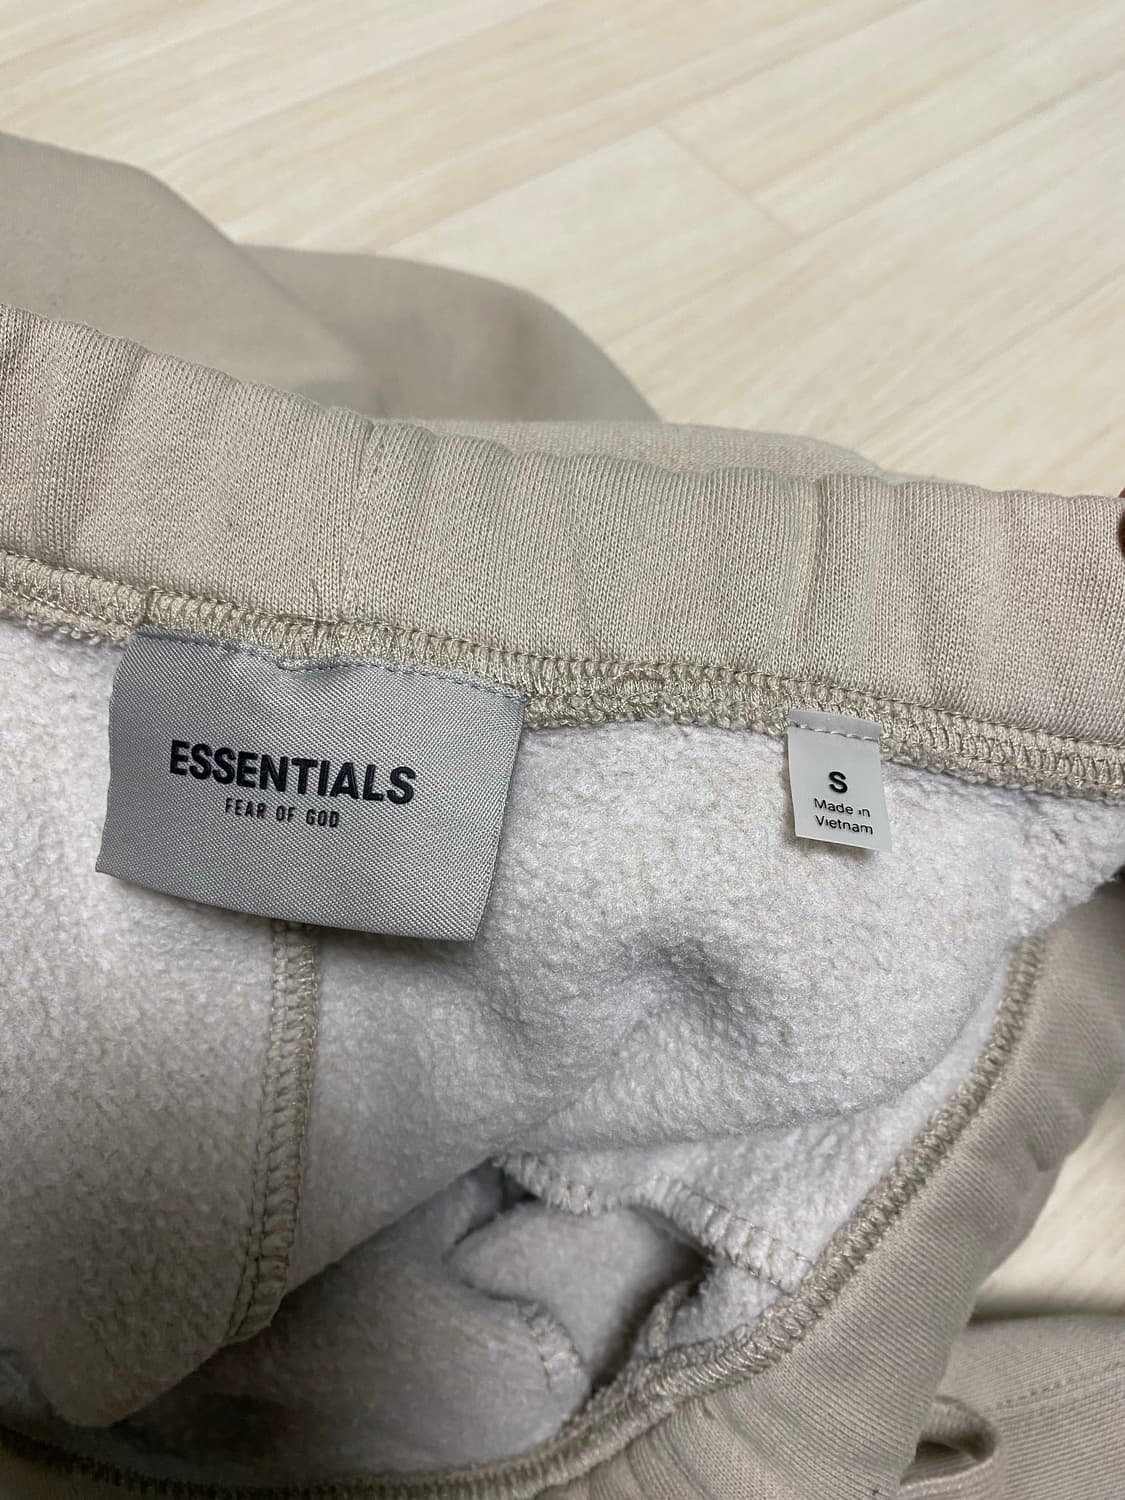 ESSENTIALS
FEAR OF GOD
S
Made in
Vietnam